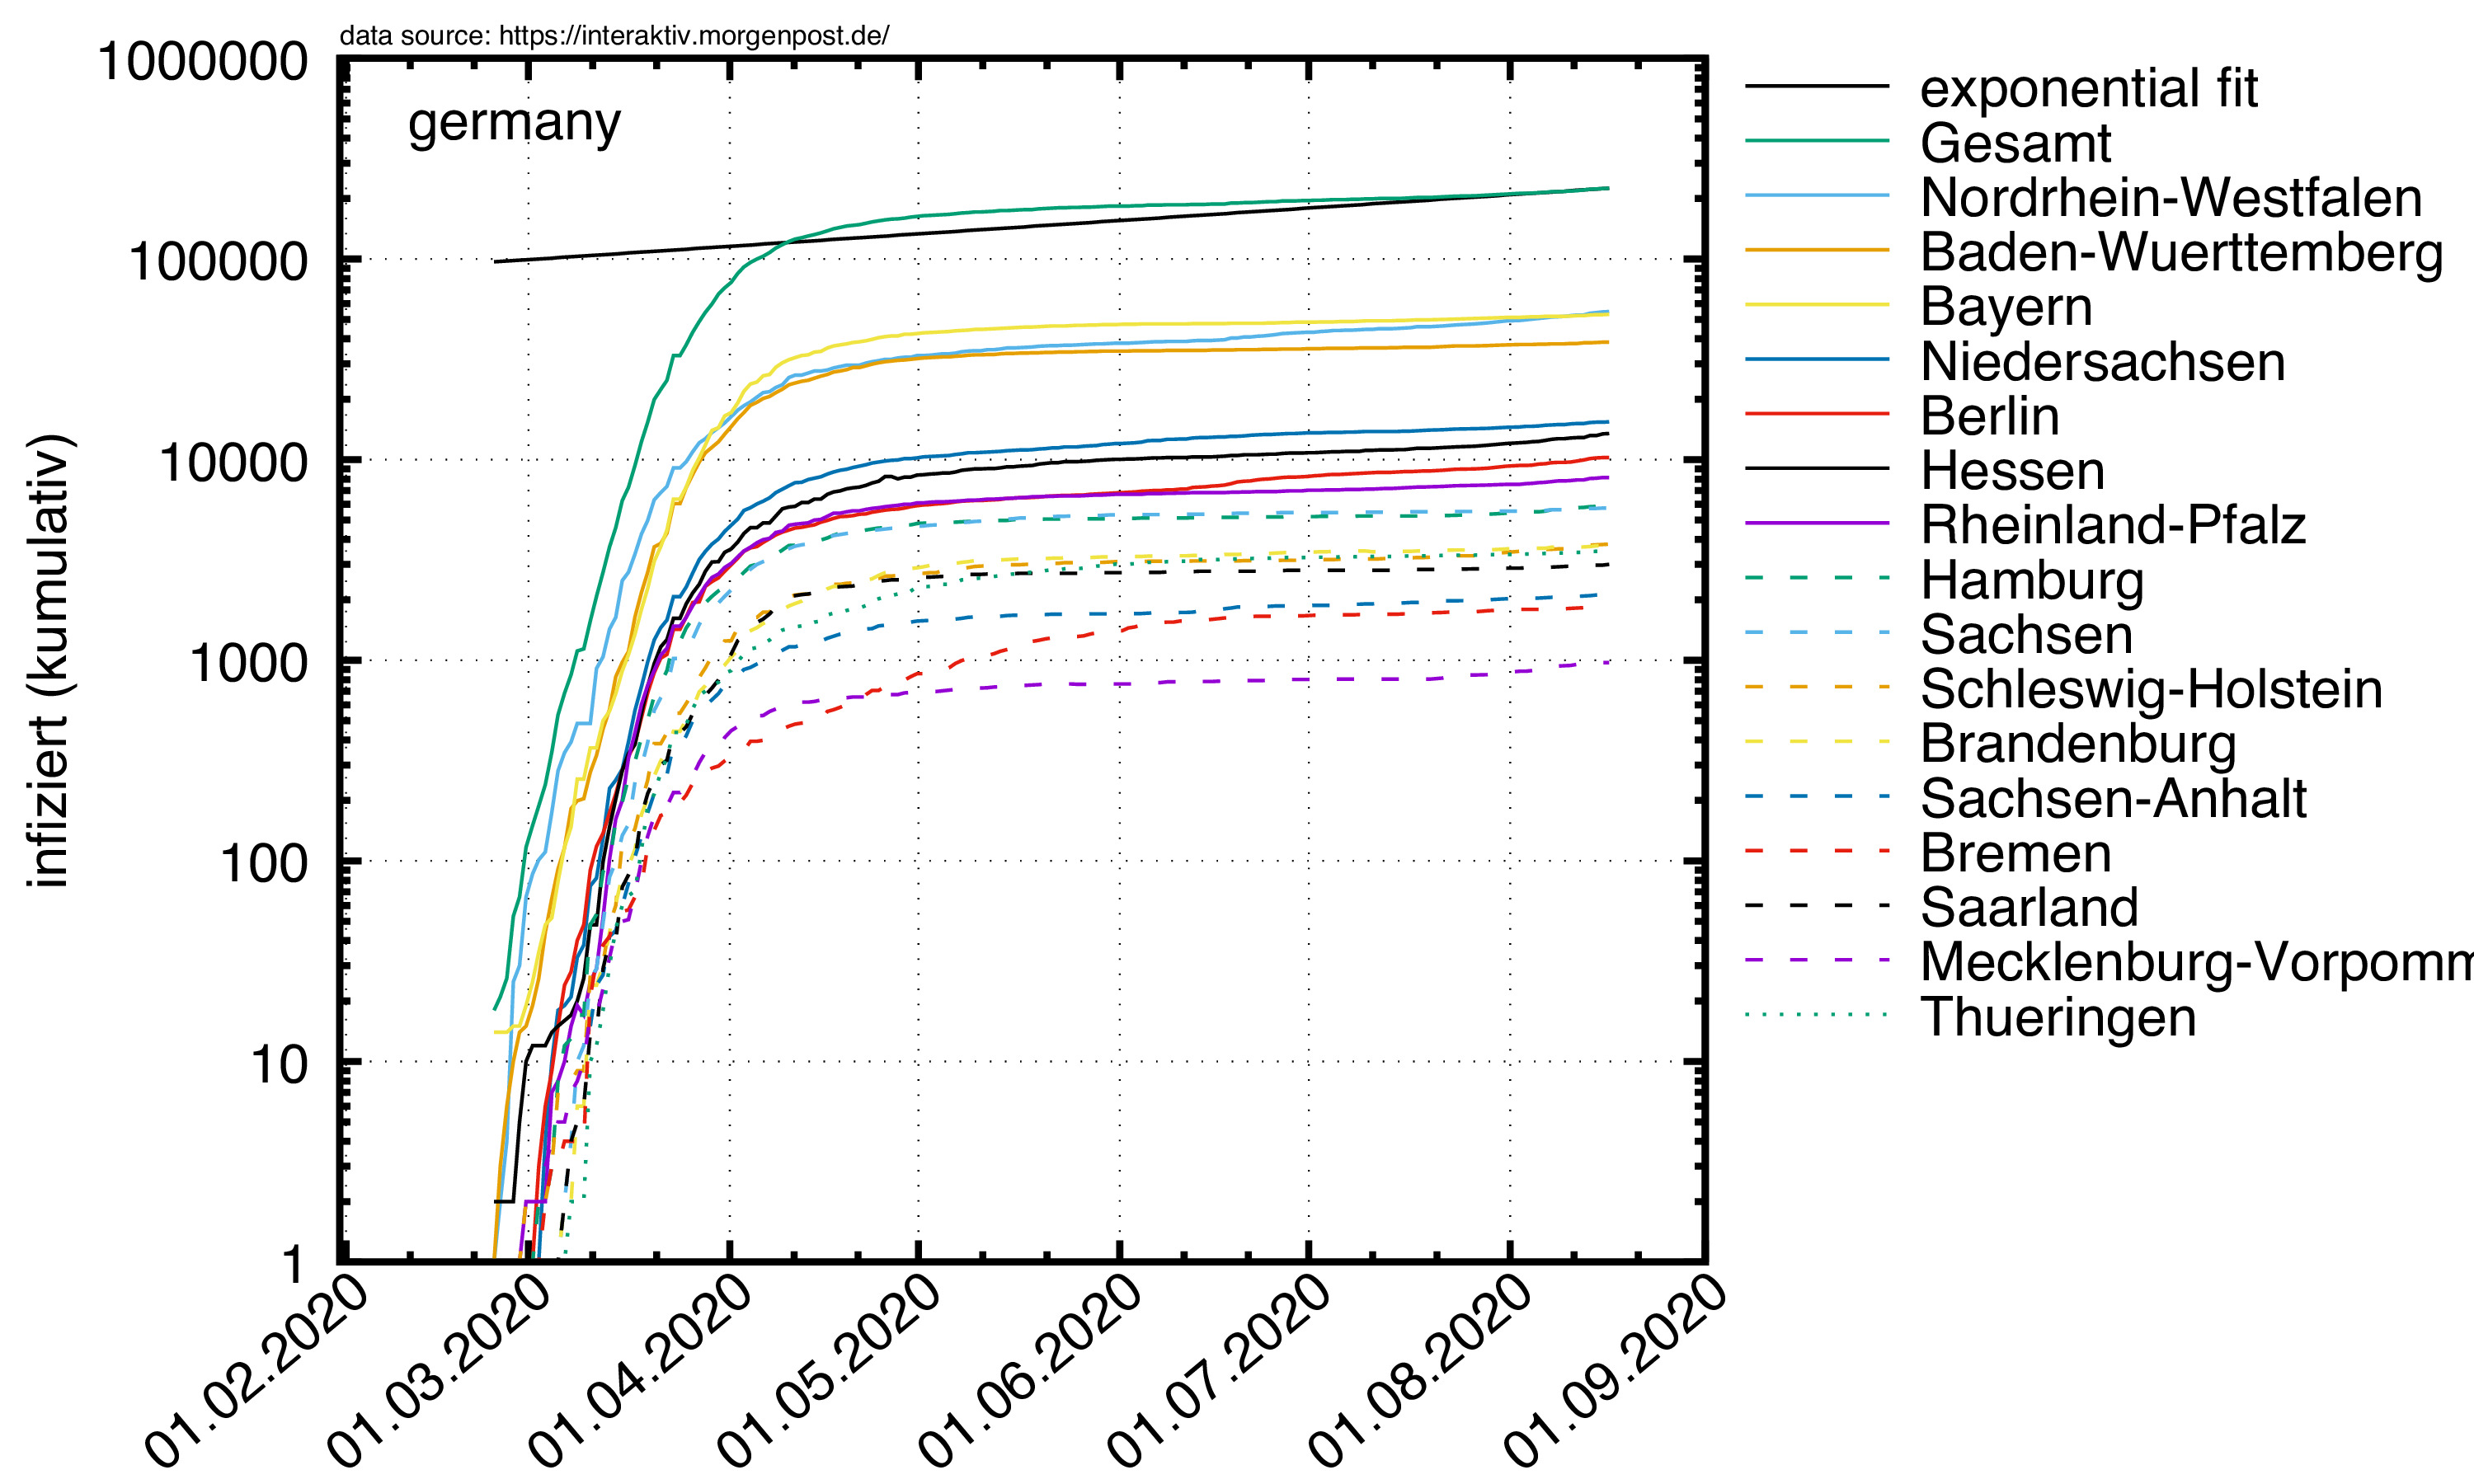 data source: https://interaktiv.morgenpost.de/
germany
infiziert (kumulativ)
1000000
100000
10000
1000
100
10
1
01.02.2020
01.03.2020
01.04.2020
01.05.2020
01.06.2020
01.07.2020
01.08.2020
01.09.2020
exponential fit
Gesamt
Nordrhein-Westfalen
Baden-Wuerttemberg
Bayern
Niedersachsen
Berlin
Hessen
Rheinland-Pfalz
Hamburg
Sachsen
Schleswig-Holstein
Brandenburg
Sachsen-Anhalt
Bremen
Saarland
Mecklenburg-Vorpomm
Thueringen